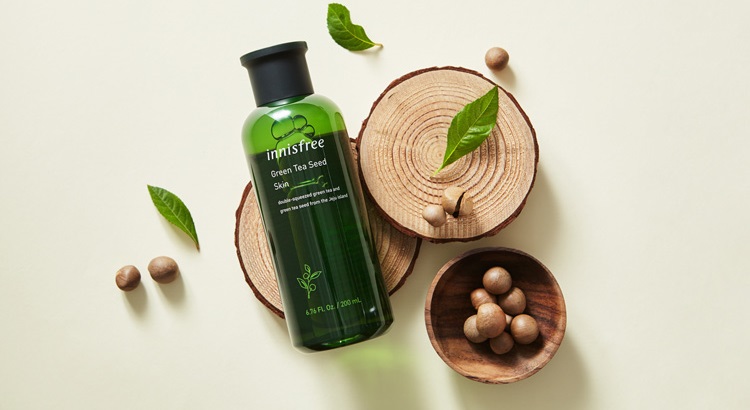 innisfree
Green Tea Seed
Skin
double-squeezed green tea and
green tea seed from the Jeju island
6.76 Fl. Oz. / 200 mL